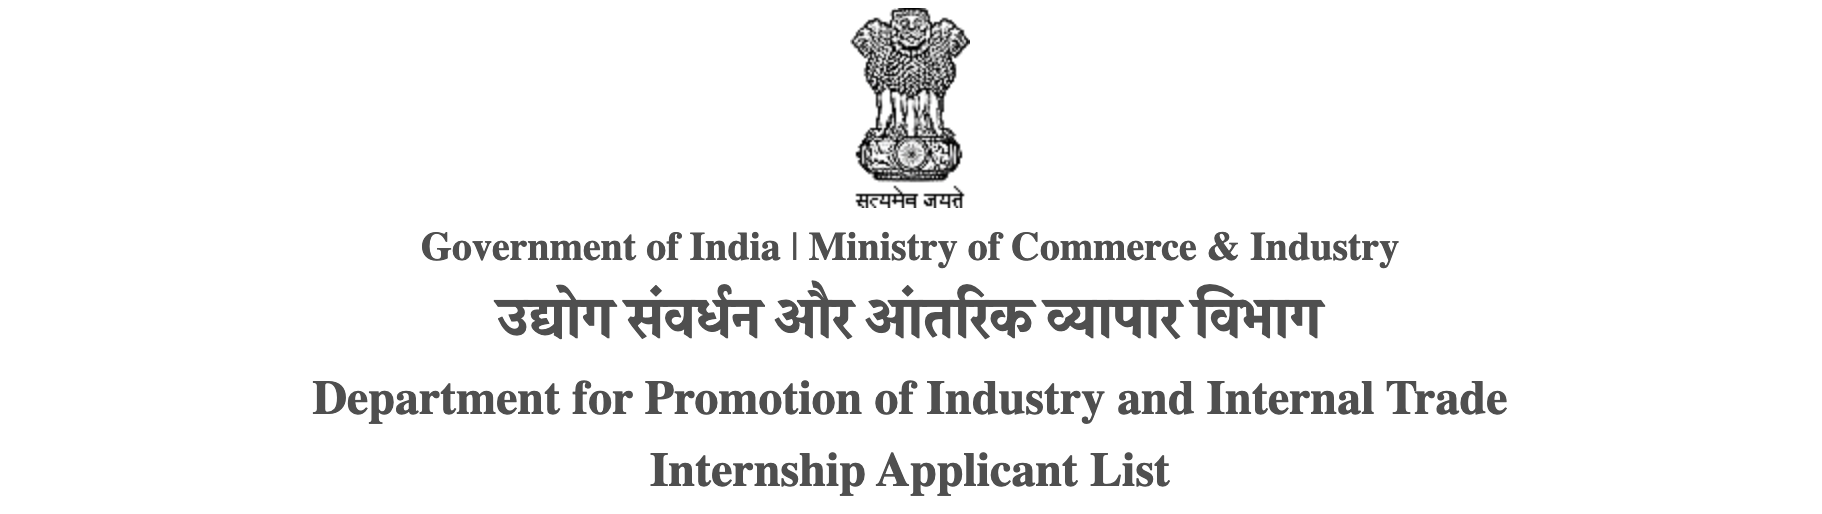 सत्यमेव जयते
Government of India | Ministry of Commerce & Industry
उद्योग संवर्धन और आंतरिक व्यापार विभाग
Department for Promotion of Industry and Internal Trade
Internship Applicant List